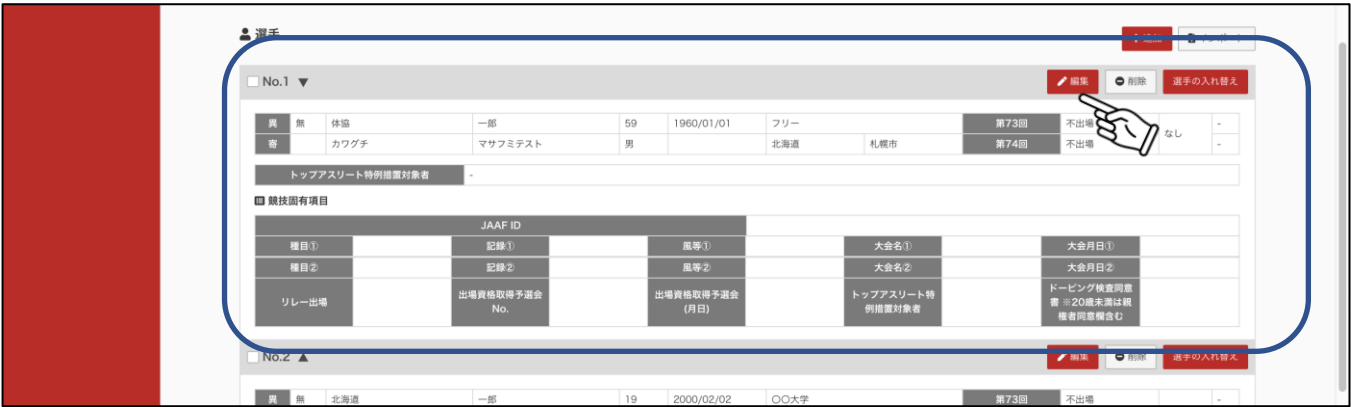 選手
No.1 ▼ 編集 削除 選手の入れ替え
異 無 体協 一郎 59 1960/01/01 フリー 第73回 不出場 なし -
寄 カワグチ マサフミテスト 男 北海道 札幌市 第74回 不出場 -
トップアスリート特例措置対象者 -
競技固有項目
JAAF ID
種目① 記録① 風等① 大会名① 大会月日①
種目② 記録② 風等② 大会名② 大会月日②
リレー出場 出場資格取得予選会 No. 出場資格取得予選会 (月日) トップアスリート特例措置対象者 ドーピング検査同意書 ※20歳未満は親権者同意欄含む
No.2 ▲ 編集 削除 選手の入れ替え
異 無 北海道 一郎 19 2000/02/02 〇〇大学 第73回 不出場 -